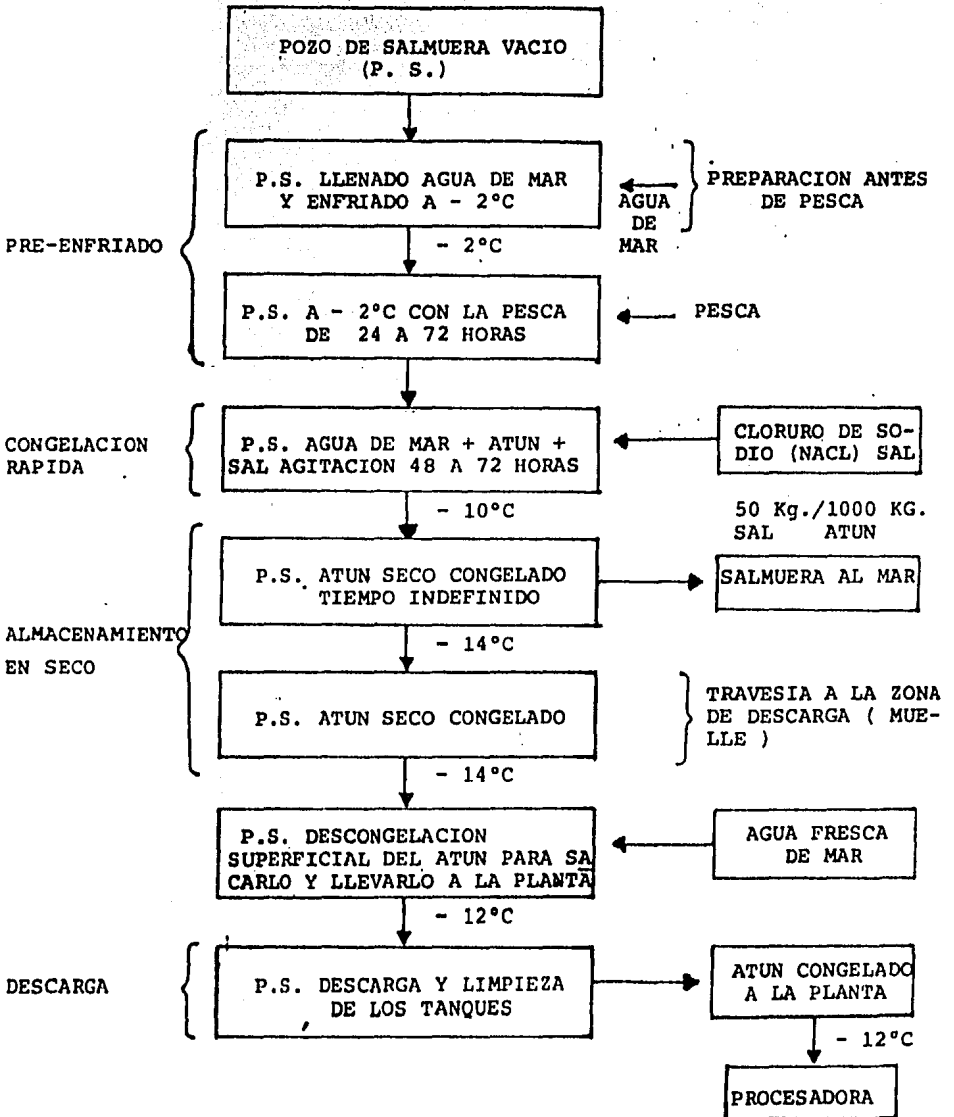 POZO DE SALMUERA VACIO
(P. S.)
P.S. LLENADO AGUA DE MAR
Y ENFRIADO A - 2°C
AGUA
DE
MAR
PREPARACION ANTES
DE PESCA
PRE-ENFRIADO
- 2°C
P.S. A - 2°C CON LA PESCA
DE 24 A 72 HORAS
PESCA
CONGELACION
RAPIDA
P.S. AGUA DE MAR + ATUN +
SAL AGITACION 48 A 72 HORAS
CLORURO DE SO-
DIO (NACL) SAL
- 10°C
50 Kg./1000 KG.
SAL ATUN
P.S. ATUN SECO CONGELADO
TIEMPO INDEFINIDO
SALMUERA AL MAR
ALMACENAMIENTO
EN SECO
- 14°C
P.S. ATUN SECO CONGELADO
TRAVESIA A LA ZONA
DE DESCARGA ( MUE-
LLE )
- 14°C
P.S. DESCONGELACION
SUPERFICIAL DEL ATUN PARA SA
CARLO Y LLEVARLO A LA PLANTA
AGUA FRESCA
DE MAR
- 12°C
DESCARGA
P.S. DESCARGA Y LIMPIEZA
DE LOS TANQUES
ATUN CONGELADO
A LA PLANTA
- 12°C
PROCESADORA